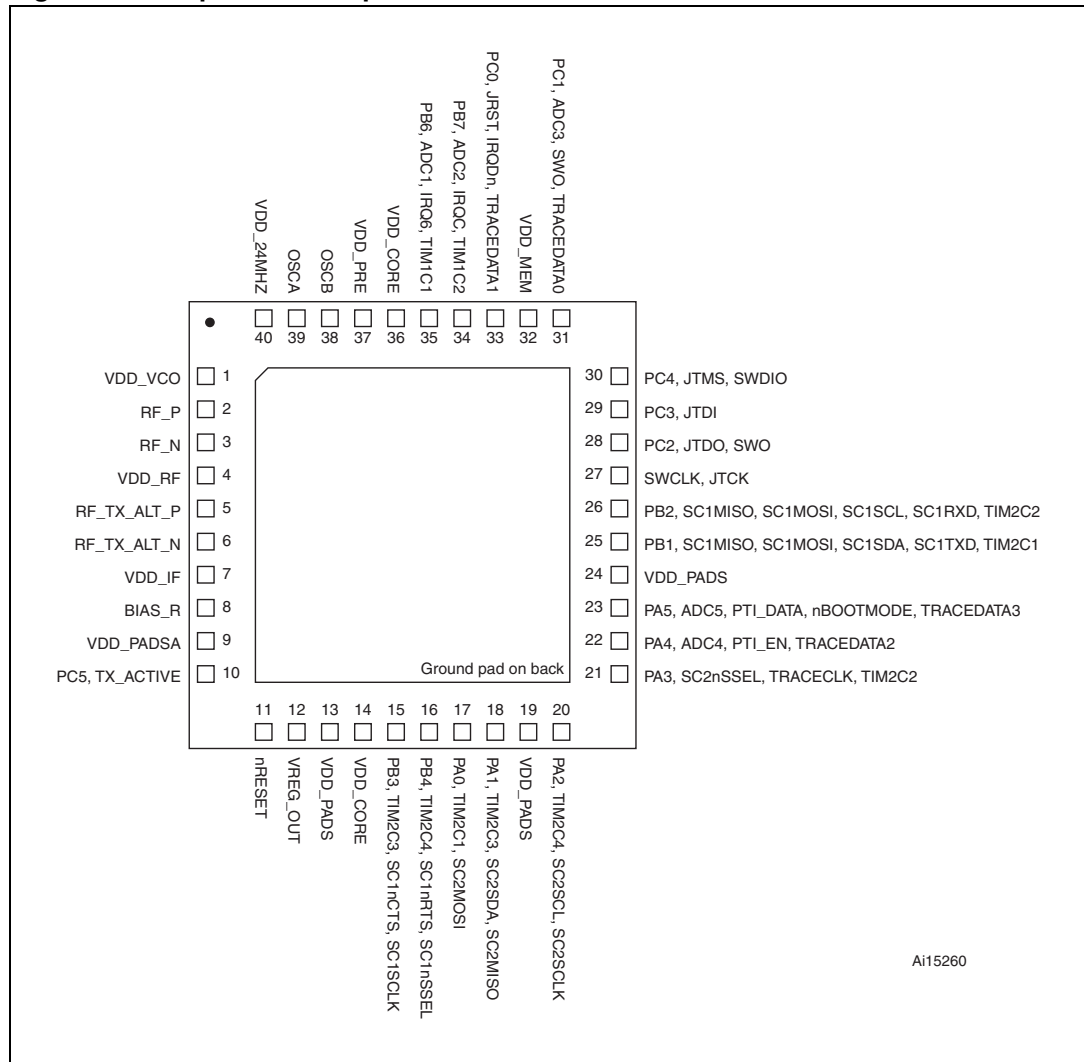 PC0, JRST, IRQDn, TRACEDATA1
PC1, ADC3, SWO, TRACEDATA0
PB6, ADC1, IRQ6, TIM1C1
PB7, ADC2, IRQC, TIM1C2
VDD_24MHZ
OSCA
OSCB
VDD_PRE
VDD_CORE
VDD_MEM
40 39 38 37 36 35 34 33 32 31
VDD_VCO 1
RF_P 2
RF_N 3
VDD_RF 4
RF_TX_ALT_P 5
RF_TX_ALT_N 6
VDD_IF 7
BIAS_R 8
VDD_PADSA 9
PC5, TX_ACTIVE 10
30 PC4, JTMS, SWDIO
29 PC3, JTDI
28 PC2, JTDO, SWO
27 SWCLK, JTCK
26 PB2, SC1MISO, SC1MOSI, SC1SCL, SC1RXD, TIM2C2
25 PB1, SC1MISO, SC1MOSI, SC1SDA, SC1TXD, TIM2C1
24 VDD_PADS
23 PA5, ADC5, PTI_DATA, nBOOTMODE, TRACEDATA3
22 PA4, ADC4, PTI_EN, TRACEDATA2
21 PA3, SC2nSSEL, TRACECLK, TIM2C2
Ground pad on back
11 12 13 14 15 16 17 18 19 20
nRESET
VREG_OUT
VDD_PADS
VDD_CORE
PB3, TIM2C3, SC1nCTS, SC1SCLK
PB4, TIM2C4, SC1nRTS, SC1nSSEL
PA0, TIM2C1, SC2MOSI
PA1, TIM2C3, SC2SDA, SC2MISO
VDD_PADS
PA2, TIM2C4, SC2SCL, SC2SCLK
Ai15260